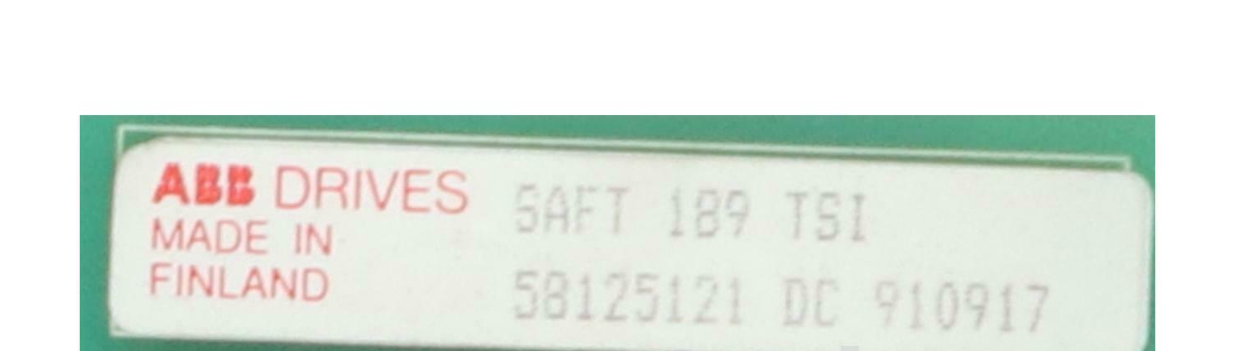 ABB DRIVES
MADE IN
FINLAND
SAFT 189 TSI
58125121 DC 910917